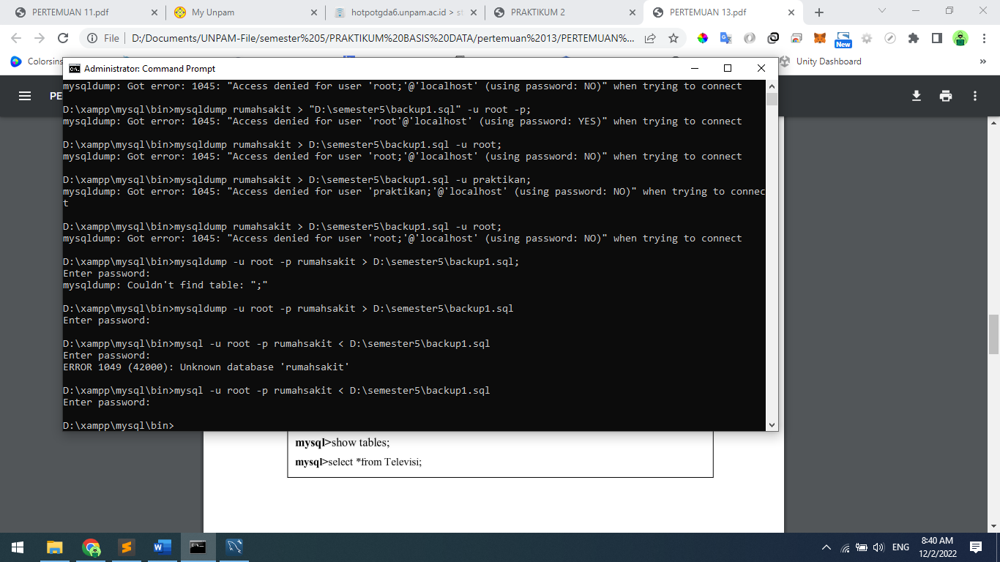 PERTEMUAN 11.pdf
My Unpam
hotpotgda6.unpam.ac.id > st
PRAKTIKUM 2
PERTEMUAN 13.pdf
File | D:/Documents/UNPAM-File/semester%205/PRAKTIKUM%20BASIS%20DATA/pertemuan%2013/PERTEMUAN%...
New
Colorsins
Unity Dashboard
»
Administrator: Command Prompt
PE
mysqldump: Got error: 1045: "Access denied for user 'root;'@'localhost' (using password: NO)" when trying to connect
D:\xampp\mysql\bin>mysqldump rumahsakit > "D:\semester5\backup1.sql" -u root -p;
mysqldump: Got error: 1045: "Access denied for user 'root'@'localhost' (using password: YES)" when trying to connect
D:\xampp\mysql\bin>mysqldump rumahsakit > D:\semester5\backup1.sql -u root;
mysqldump: Got error: 1045: "Access denied for user 'root;'@'localhost' (using password: NO)" when trying to connect
D:\xampp\mysql\bin>mysqldump rumahsakit > D:\semester5\backup1.sql -u praktikan;
mysqldump: Got error: 1045: "Access denied for user 'praktikan;'@'localhost' (using password: NO)" when trying to connec
t
D:\xampp\mysql\bin>mysqldump rumahsakit > D:\semester5\backup1.sql -u root;
mysqldump: Got error: 1045: "Access denied for user 'root;'@'localhost' (using password: NO)" when trying to connect
D:\xampp\mysql\bin>mysqldump -u root -p rumahsakit > D:\semester5\backup1.sql;
Enter password:
mysqldump: Couldn't find table: ";"
D:\xampp\mysql\bin>mysqldump -u root -p rumahsakit > D:\semester5\backup1.sql
Enter password:
D:\xampp\mysql\bin>mysql -u root -p rumahsakit < D:\semester5\backup1.sql
Enter password:
ERROR 1049 (42000): Unknown database 'rumahsakit'
D:\xampp\mysql\bin>mysql -u root -p rumahsakit < D:\semester5\backup1.sql
Enter password:
D:\xampp\mysql\bin>
mysql>show tables;
mysql>select *from Televisi;
ENG
8:40 AM
12/2/2022